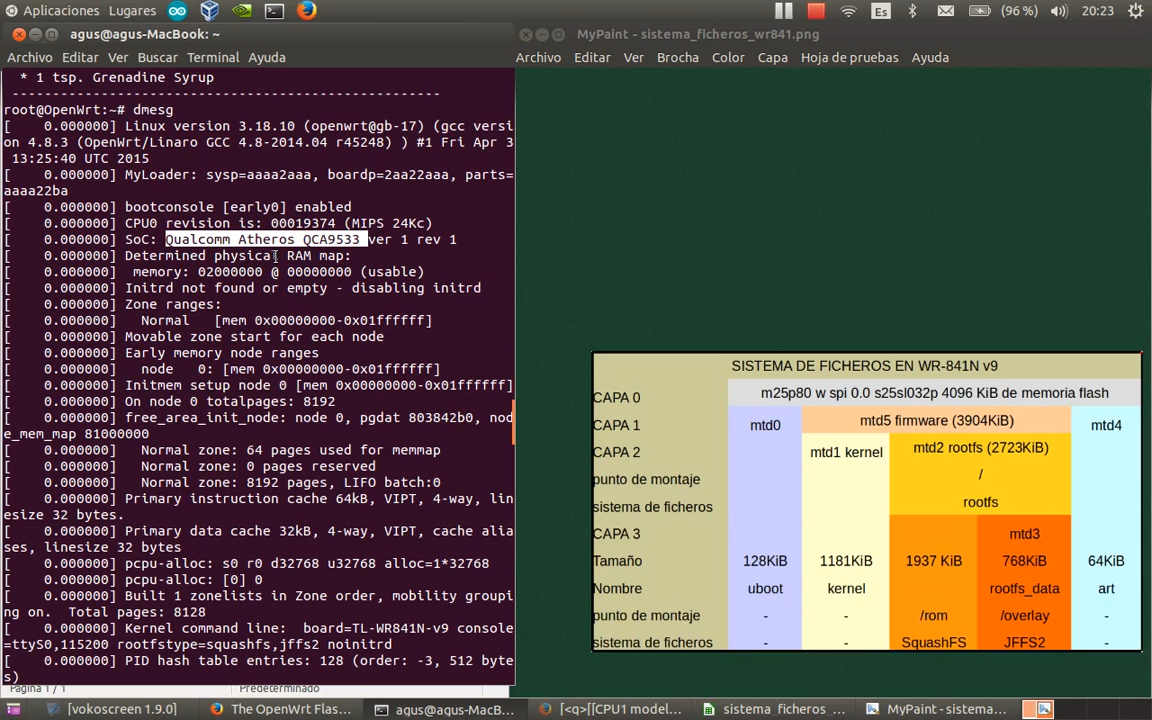 Aplicaciones Lugares
Es
(96 %)
20:23
agus@agus-MacBook: ~
Archivo Editar Ver Buscar Terminal Ayuda
* 1 tsp. Grenadine Syrup
-----------------------------------------------------
root@OpenWrt:~# dmesg
[    0.000000] Linux version 3.18.10 (openwrt@gb-17) (gcc versi
on 4.8.3 (OpenWrt/Linaro GCC 4.8-2014.04 r45248) ) #1 Fri Apr 3
13:25:40 UTC 2015
[    0.000000] MyLoader: sysp=aaaa2aaa, boardp=2aa22aaa, parts=
aaaa22ba
[    0.000000] bootconsole [early0] enabled
[    0.000000] CPU0 revision is: 00019374 (MIPS 24Kc)
[    0.000000] SoC: Qualcomm Atheros QCA9533 ver 1 rev 1
[    0.000000] Determined physical RAM map:
[    0.000000]  memory: 02000000 @ 00000000 (usable)
[    0.000000] Initrd not found or empty - disabling initrd
[    0.000000] Zone ranges:
[    0.000000]   Normal   [mem 0x00000000-0x01ffffff]
[    0.000000] Movable zone start for each node
[    0.000000] Early memory node ranges
[    0.000000]   node   0: [mem 0x00000000-0x01ffffff]
[    0.000000] Initmem setup node 0 [mem 0x00000000-0x01ffffff]
[    0.000000] On node 0 totalpages: 8192
[    0.000000] free_area_init_node: node 0, pgdat 803842b0, nod
e_mem_map 81000000
[    0.000000]   Normal zone: 64 pages used for memmap
[    0.000000]   Normal zone: 0 pages reserved
[    0.000000]   Normal zone: 8192 pages, LIFO batch:0
[    0.000000] Primary instruction cache 64kB, VIPT, 4-way, lin
esize 32 bytes.
[    0.000000] Primary data cache 32kB, 4-way, VIPT, cache alia
ses, linesize 32 bytes
[    0.000000] pcpu-alloc: s0 r0 d32768 u32768 alloc=1*32768
[    0.000000] pcpu-alloc: [0] 0
[    0.000000] Built 1 zonelists in Zone order, mobility groupi
ng on.  Total pages: 8128
[    0.000000] Kernel command line:  board=TL-WR841N-v9 console
=ttyS0,115200 rootfstype=squashfs,jffs2 noinitrd
[    0.000000] PID hash table entries: 128 (order: -3, 512 byte
s)
Página 1 / 1 Predeterminado
MyPaint - sistema_ficheros_wr841.png
Archivo Editar Ver Brocha Color Capa Hoja de pruebas Ayuda
SISTEMA DE FICHEROS EN WR-841N v9
CAPA 0 m25p80 w spi 0.0 s25sl032p 4096 KiB de memoria flash
CAPA 1 mtd0 mtd5 firmware (3904KiB) mtd4
CAPA 2 mtd1 kernel mtd2 rootfs (2723KiB)
punto de montaje /
sistema de ficheros rootfs
CAPA 3 mtd3
Tamaño 128KiB 1181KiB 1937 KiB 768KiB 64KiB
Nombre uboot kernel rootfs_data art
punto de montaje - - /rom /overlay -
sistema de ficheros - - SquashFS JFFS2 -
[vokoscreen 1.9.0] The OpenWrt Flas... agus@agus-MacB... [<q>[[CPU1 model... sistema_ficheros_... MyPaint - sistema...